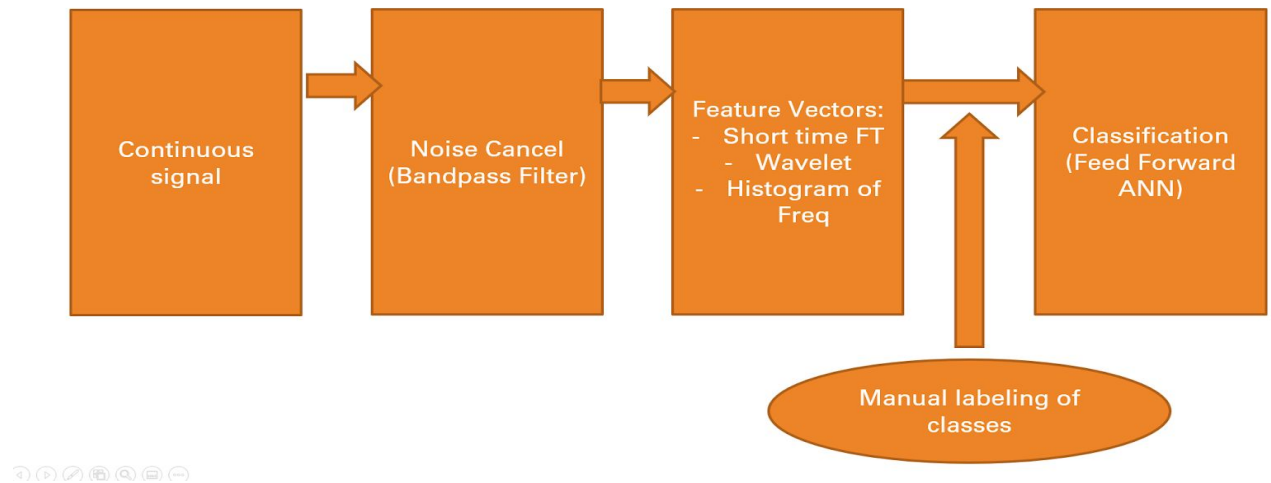 Continuous
signal
Noise Cancel
(Bandpass Filter)
Feature Vectors:
- Short time FT
- Wavelet
- Histogram of
Freq
Classification
(Feed Forward
ANN)
Manual labeling of
classes